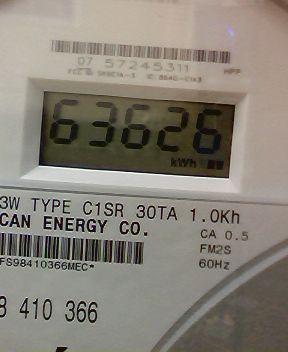 07 57245311
63626
kWh
3W TYPE C1SR 30TA 1.0Kh
CAN ENERGY CO.
CA 0.5
FM2S
FS98410366MEC*
60Hz
8 410 366